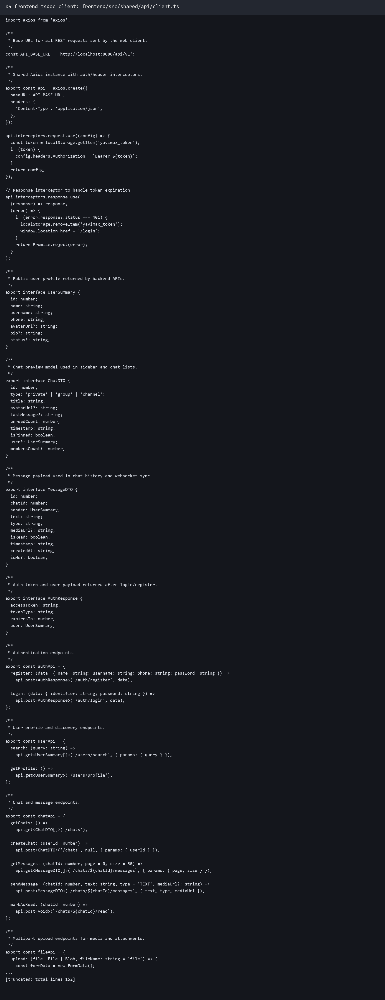 05_frontend_tsdoc_client: frontend/src/shared/api/client.ts
import axios from 'axios';

/**
 * Base URL for all REST requests sent by the web client.
 */
const API_BASE_URL = 'http://localhost:8080/api/v1';

/**
 * Shared Axios instance with auth/header interceptors.
 */
export const api = axios.create({
  baseURL: API_BASE_URL,
  headers: {
    'Content-Type': 'application/json',
  },
});

api.interceptors.request.use((config) => {
  const token = localStorage.getItem('yavimax_token');
  if (token) {
    config.headers.Authorization = `Bearer ${token}`;
  }
  return config;
});

// Response interceptor to handle token expiration
api.interceptors.response.use(
  (response) => response,
  (error) => {
    if (error.response?.status === 401) {
      localStorage.removeItem('yavimax_token');
      window.location.href = '/login';
    }
    return Promise.reject(error);
  }
);

/**
 * Public user profile returned by backend APIs.
 */
export interface UserSummary {
  id: number;
  name: string;
  username: string;
  phone: string;
  avatarUrl?: string;
  bio?: string;
  status?: string;
}

/**
 * Chat preview model used in sidebar and chat lists.
 */
export interface ChatDTO {
  id: number;
  type: 'private' | 'group' | 'channel';
  title: string;
  avatarUrl?: string;
  lastMessage?: string;
  unreadCount: number;
  timestamp: string;
  isPinned: boolean;
  user?: UserSummary;
  membersCount?: number;
}

/**
 * Message payload used in chat history and websocket sync.
 */
export interface MessageDTO {
  id: number;
  chatId: number;
  sender: UserSummary;
  text: string;
  type: string;
  mediaUrl?: string;
  isRead: boolean;
  timestamp: string;
  createdAt: string;
  isMe?: boolean;
}

/**
 * Auth token and user payload returned after login/register.
 */
export interface AuthResponse {
  accessToken: string;
  tokenType: string;
  expiresIn: number;
  user: UserSummary;
}

/**
 * Authentication endpoints.
 */
export const authApi = {
  register: (data: { name: string; username: string; phone: string; password: string }) =>
    api.post<AuthResponse>('/auth/register', data),

  login: (data: { identifier: string; password: string }) =>
    api.post<AuthResponse>('/auth/login', data),
};

/**
 * User profile and discovery endpoints.
 */
export const userApi = {
  search: (query: string) =>
    api.get<UserSummary[]>('/users/search', { params: { query } }),

  getProfile: () =>
    api.get<UserSummary>('/users/profile'),
};

/**
 * Chat and message endpoints.
 */
export const chatApi = {
  getChats: () =>
    api.get<ChatDTO[]>('/chats'),

  createChat: (userId: number) =>
    api.post<ChatDTO>('/chats', null, { params: { userId } }),

  getMessages: (chatId: number, page = 0, size = 50) =>
    api.get<MessageDTO[]>(`/chats/${chatId}/messages`, { params: { page, size } }),

  sendMessage: (chatId: number, text: string, type = 'TEXT', mediaUrl?: string) =>
    api.post<MessageDTO>(`/chats/${chatId}/messages`, { text, type, mediaUrl }),

  markAsRead: (chatId: number) =>
    api.post<void>(`/chats/${chatId}/read`),
};

/**
 * Multipart upload endpoints for media and attachments.
 */
export const fileApi = {
  upload: (file: File | Blob, fileName: string = 'file') => {
    const formData = new FormData();
...
[truncated: total lines 152]